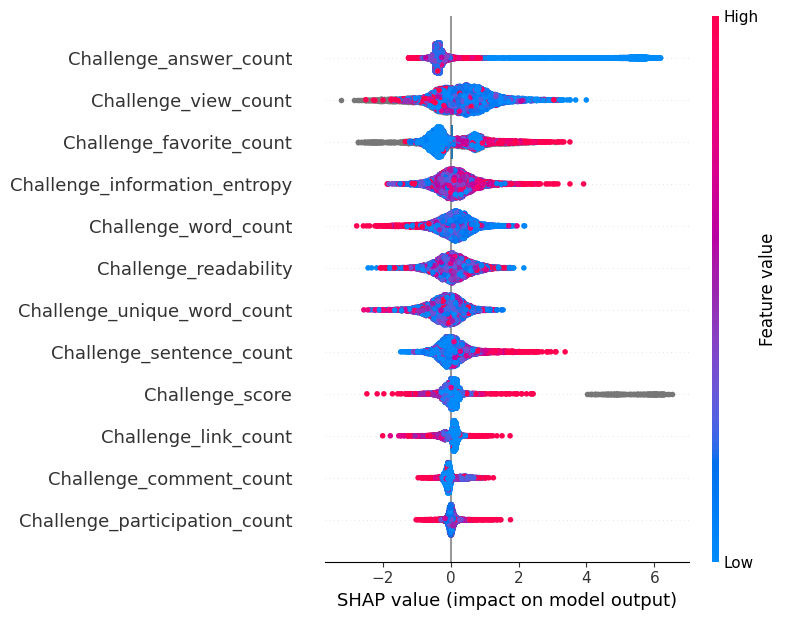 High
Challenge_answer_count
Challenge_view_count
Challenge_favorite_count
Challenge_information_entropy
Challenge_word_count
Challenge_readability
Challenge_unique_word_count
Challenge_sentence_count
Challenge_score
Challenge_link_count
Challenge_comment_count
Challenge_participation_count
Feature value
Low
−2 0 2 4 6
SHAP value (impact on model output)